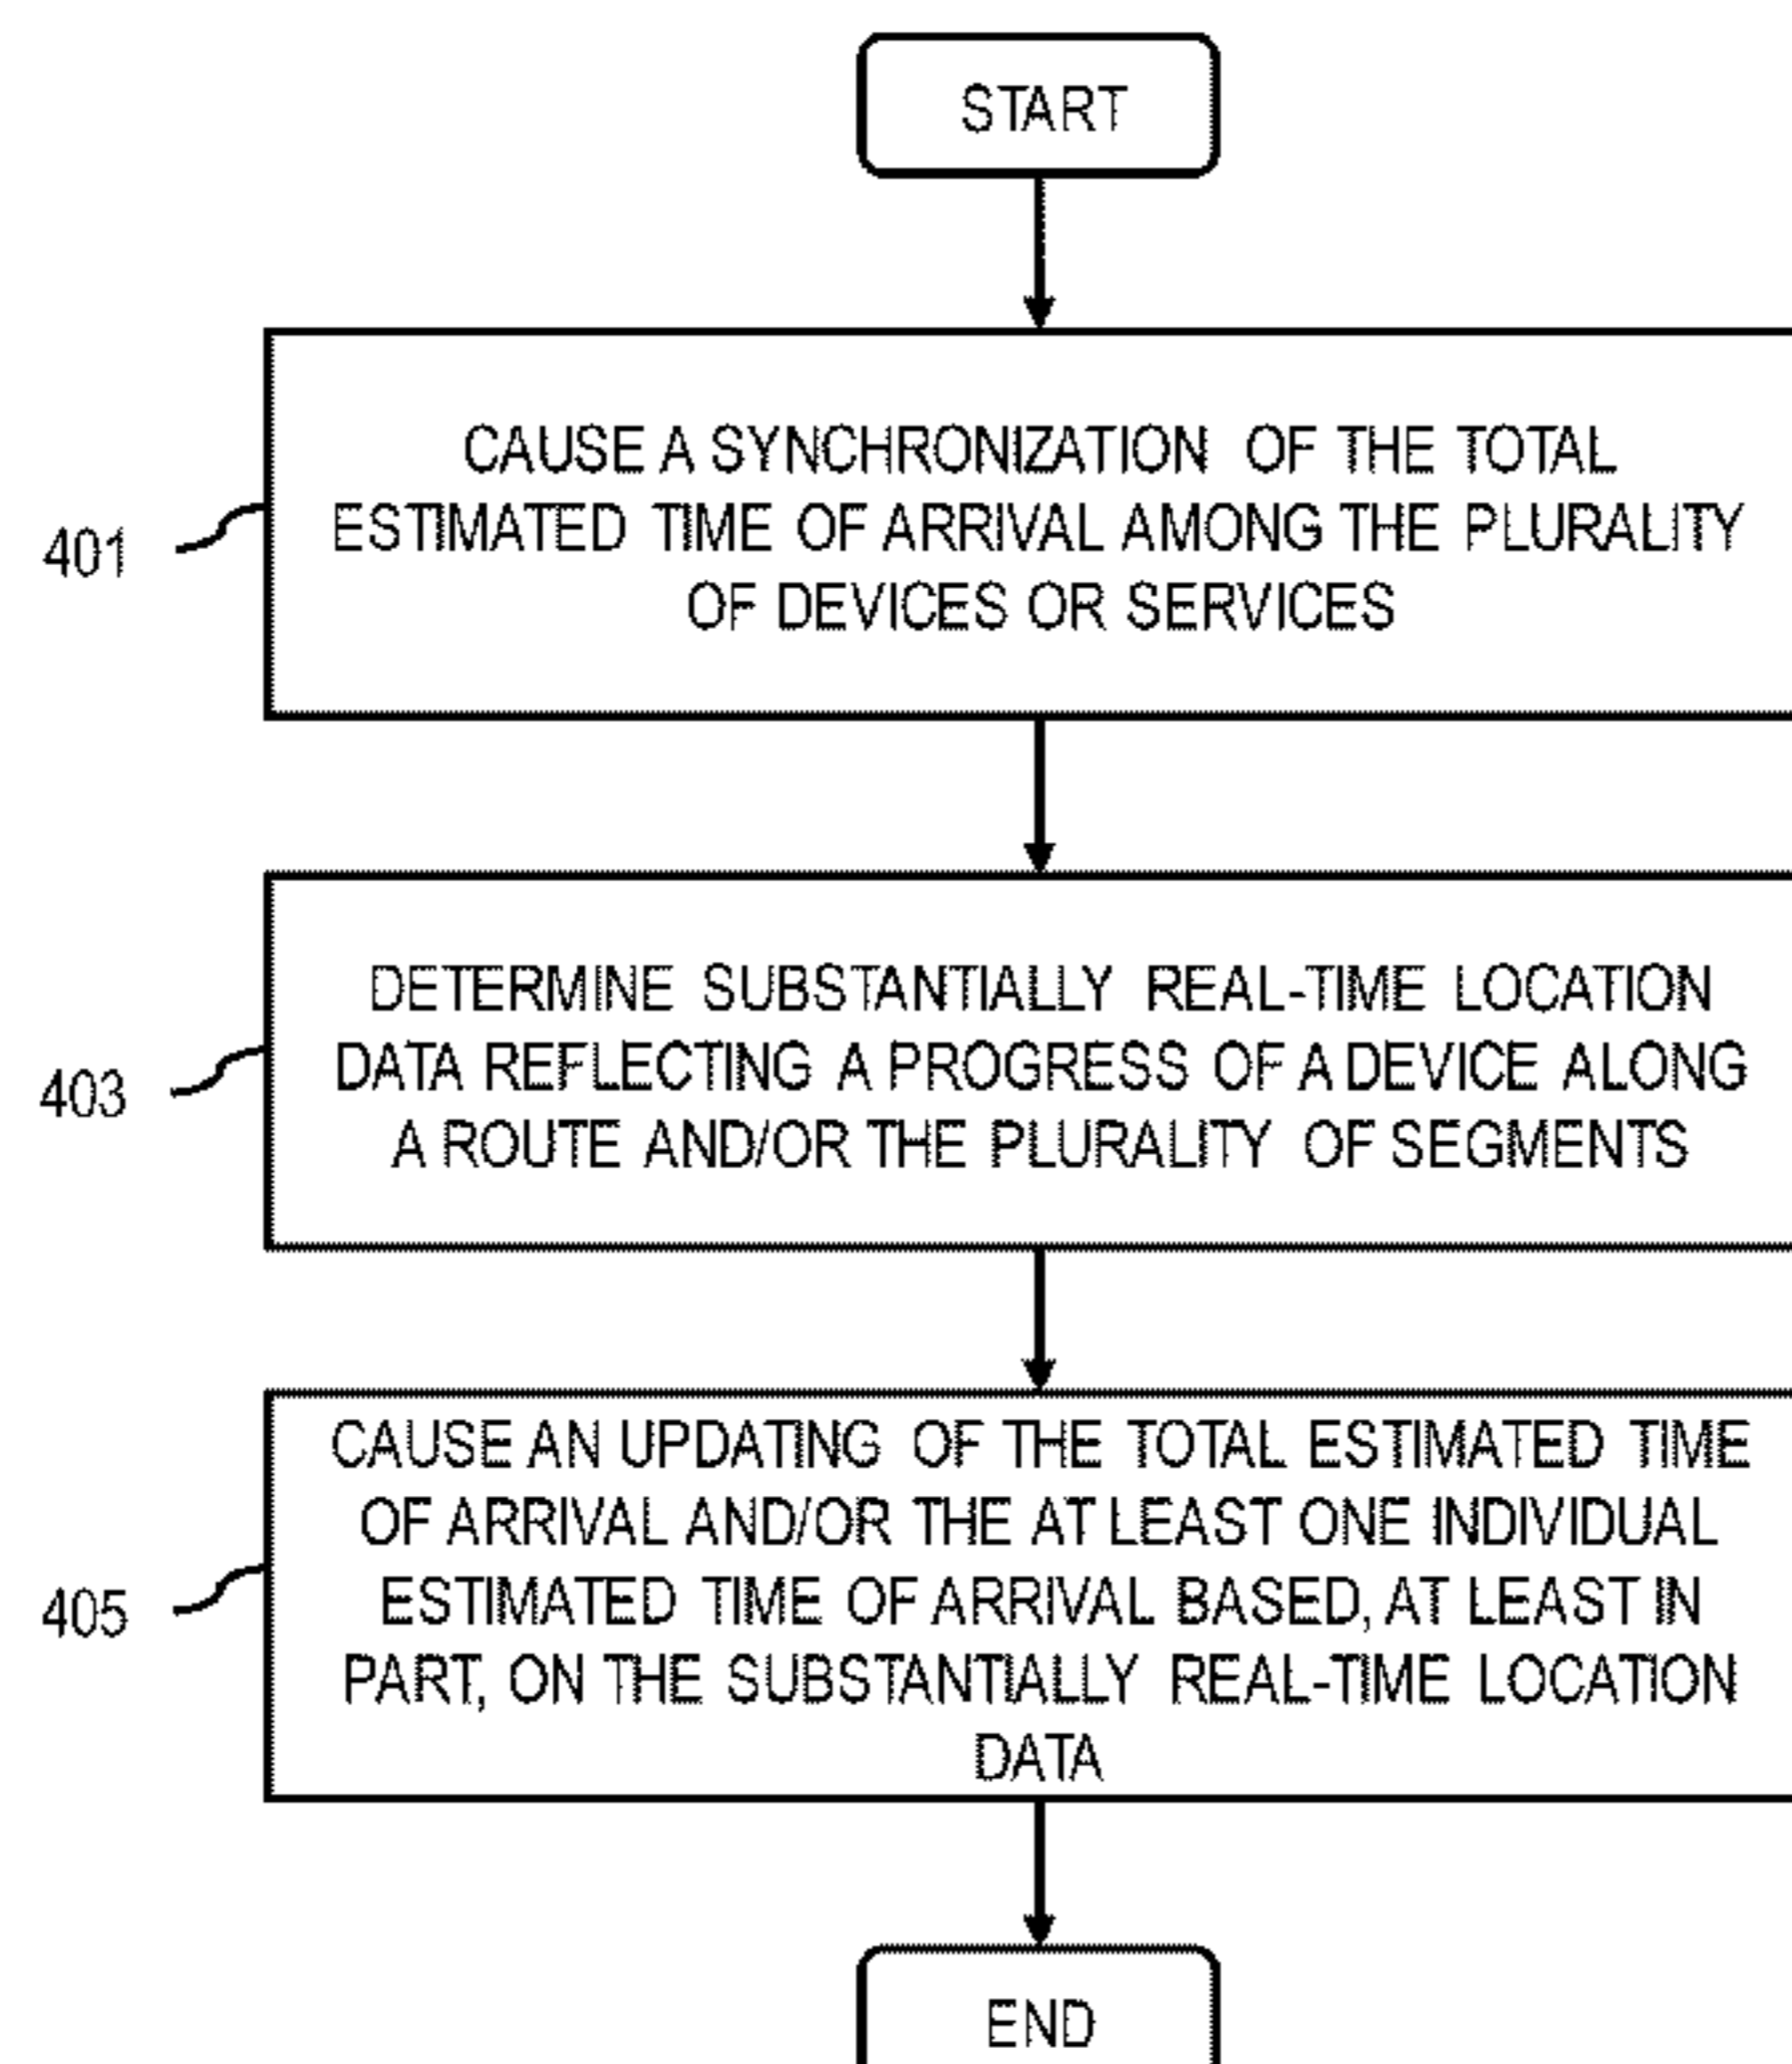 START
CAUSE A SYNCHRONIZATION OF THE TOTAL
ESTIMATED TIME OF ARRIVAL AMONG THE PLURALITY
OF DEVICES OR SERVICES
401
DETERMINE SUBSTANTIALLY REAL-TIME LOCATION
DATA REFLECTING A PROGRESS OF A DEVICE ALONG
A ROUTE AND/OR THE PLURALITY OF SEGMENTS
403
CAUSE AN UPDATING OF THE TOTAL ESTIMATED TIME
OF ARRIVAL AND/OR THE AT LEAST ONE INDIVIDUAL
ESTIMATED TIME OF ARRIVAL BASED, AT LEAST IN
PART, ON THE SUBSTANTIALLY REAL-TIME LOCATION
DATA
405
END